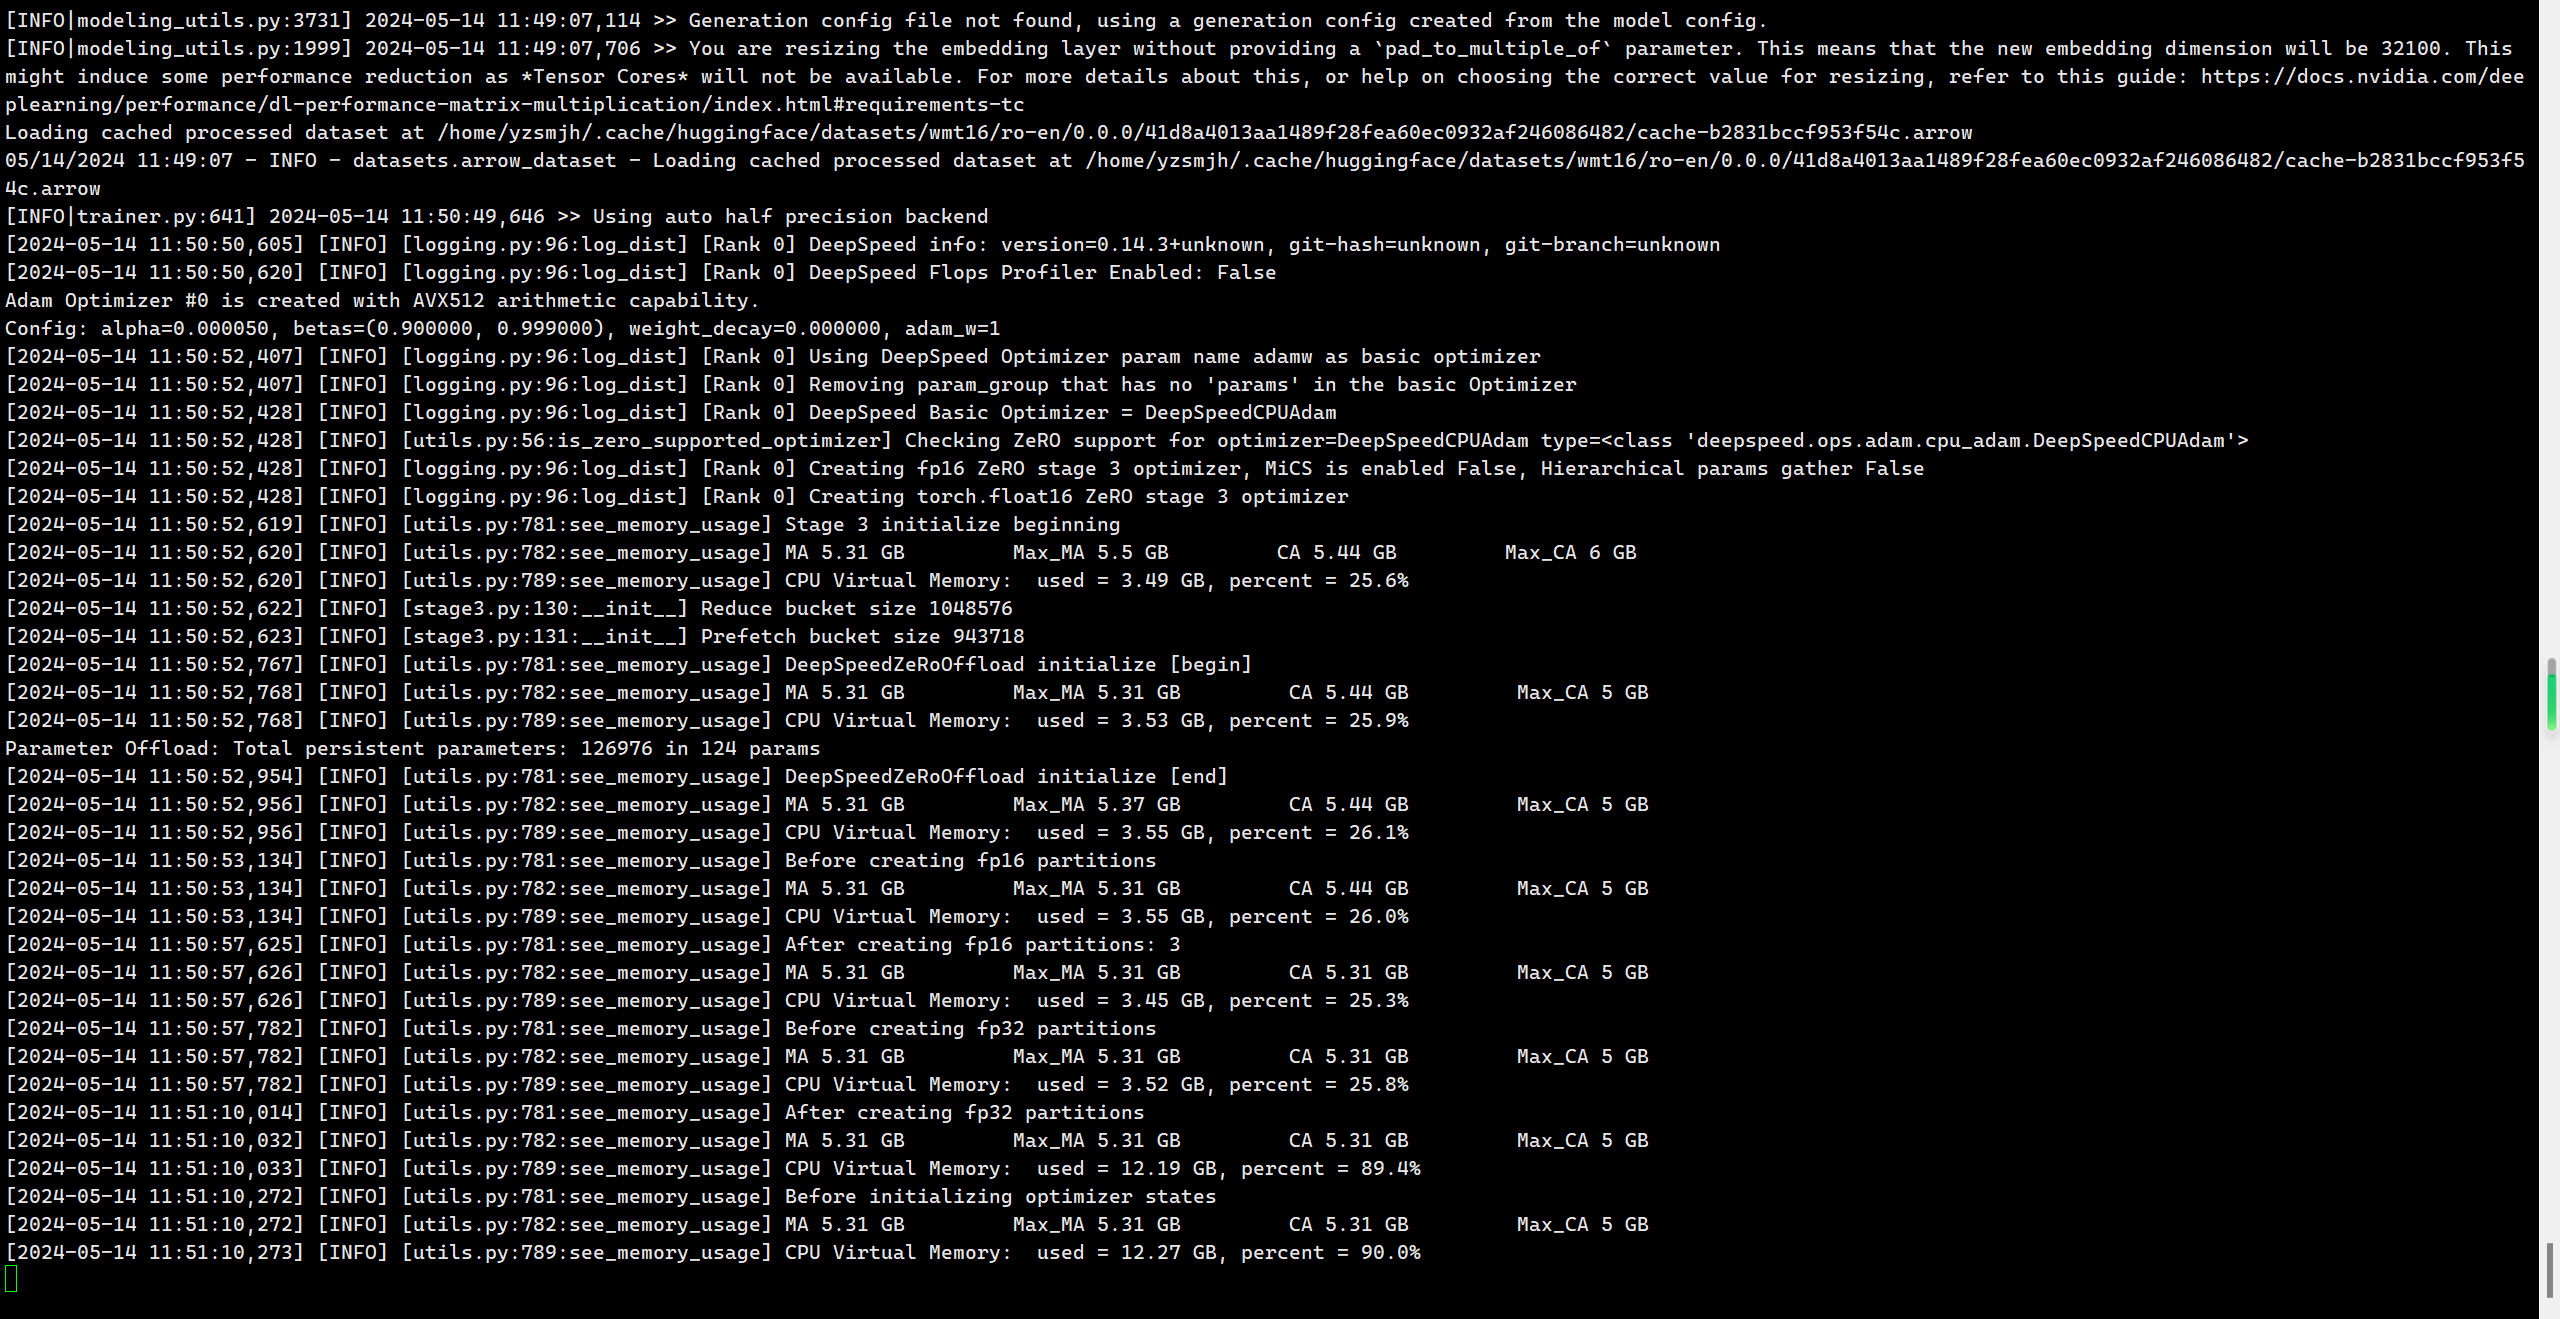 [INFO|modeling_utils.py:3731] 2024-05-14 11:49:07,114 >> Generation config file not found, using a generation config created from the model config.
[INFO|modeling_utils.py:1999] 2024-05-14 11:49:07,706 >> You are resizing the embedding layer without providing a `pad_to_multiple_of` parameter. This means that the new embedding dimension will be 32100. This
might induce some performance reduction as *Tensor Cores* will not be available. For more details about this, or help on choosing the correct value for resizing, refer to this guide: https://docs.nvidia.com/dee
plearning/performance/dl-performance-matrix-multiplication/index.html#requirements-tc
Loading cached processed dataset at /home/yzsmjh/.cache/huggingface/datasets/wmt16/ro-en/0.0.0/41d8a4013aa1489f28fea60ec0932af246086482/cache-b2831bccf953f54c.arrow
05/14/2024 11:49:07 - INFO - datasets.arrow_dataset - Loading cached processed dataset at /home/yzsmjh/.cache/huggingface/datasets/wmt16/ro-en/0.0.0/41d8a4013aa1489f28fea60ec0932af246086482/cache-b2831bccf953f5
4c.arrow
[INFO|trainer.py:641] 2024-05-14 11:50:49,646 >> Using auto half precision backend
[2024-05-14 11:50:50,605] [INFO] [logging.py:96:log_dist] [Rank 0] DeepSpeed info: version=0.14.3+unknown, git-hash=unknown, git-branch=unknown
[2024-05-14 11:50:50,620] [INFO] [logging.py:96:log_dist] [Rank 0] DeepSpeed Flops Profiler Enabled: False
Adam Optimizer #0 is created with AVX512 arithmetic capability.
Config: alpha=0.000050, betas=(0.900000, 0.999000), weight_decay=0.000000, adam_w=1
[2024-05-14 11:50:52,407] [INFO] [logging.py:96:log_dist] [Rank 0] Using DeepSpeed Optimizer param name adamw as basic optimizer
[2024-05-14 11:50:52,407] [INFO] [logging.py:96:log_dist] [Rank 0] Removing param_group that has no 'params' in the basic Optimizer
[2024-05-14 11:50:52,428] [INFO] [logging.py:96:log_dist] [Rank 0] DeepSpeed Basic Optimizer = DeepSpeedCPUAdam
[2024-05-14 11:50:52,428] [INFO] [utils.py:56:is_zero_supported_optimizer] Checking ZeRO support for optimizer=DeepSpeedCPUAdam type=<class 'deepspeed.ops.adam.cpu_adam.DeepSpeedCPUAdam'>
[2024-05-14 11:50:52,428] [INFO] [logging.py:96:log_dist] [Rank 0] Creating fp16 ZeRO stage 3 optimizer, MiCS is enabled False, Hierarchical params gather False
[2024-05-14 11:50:52,428] [INFO] [logging.py:96:log_dist] [Rank 0] Creating torch.float16 ZeRO stage 3 optimizer
[2024-05-14 11:50:52,619] [INFO] [utils.py:781:see_memory_usage] Stage 3 initialize beginning
[2024-05-14 11:50:52,620] [INFO] [utils.py:782:see_memory_usage] MA 5.31 GB         Max_MA 5.5 GB         CA 5.44 GB         Max_CA 6 GB
[2024-05-14 11:50:52,620] [INFO] [utils.py:789:see_memory_usage] CPU Virtual Memory:  used = 3.49 GB, percent = 25.6%
[2024-05-14 11:50:52,622] [INFO] [stage3.py:130:__init__] Reduce bucket size 1048576
[2024-05-14 11:50:52,623] [INFO] [stage3.py:131:__init__] Prefetch bucket size 943718
[2024-05-14 11:50:52,767] [INFO] [utils.py:781:see_memory_usage] DeepSpeedZeRoOffload initialize [begin]
[2024-05-14 11:50:52,768] [INFO] [utils.py:782:see_memory_usage] MA 5.31 GB         Max_MA 5.31 GB         CA 5.44 GB         Max_CA 5 GB
[2024-05-14 11:50:52,768] [INFO] [utils.py:789:see_memory_usage] CPU Virtual Memory:  used = 3.53 GB, percent = 25.9%
Parameter Offload: Total persistent parameters: 126976 in 124 params
[2024-05-14 11:50:52,954] [INFO] [utils.py:781:see_memory_usage] DeepSpeedZeRoOffload initialize [end]
[2024-05-14 11:50:52,956] [INFO] [utils.py:782:see_memory_usage] MA 5.31 GB         Max_MA 5.37 GB         CA 5.44 GB         Max_CA 5 GB
[2024-05-14 11:50:52,956] [INFO] [utils.py:789:see_memory_usage] CPU Virtual Memory:  used = 3.55 GB, percent = 26.1%
[2024-05-14 11:50:53,134] [INFO] [utils.py:781:see_memory_usage] Before creating fp16 partitions
[2024-05-14 11:50:53,134] [INFO] [utils.py:782:see_memory_usage] MA 5.31 GB         Max_MA 5.31 GB         CA 5.44 GB         Max_CA 5 GB
[2024-05-14 11:50:53,134] [INFO] [utils.py:789:see_memory_usage] CPU Virtual Memory:  used = 3.55 GB, percent = 26.0%
[2024-05-14 11:50:57,625] [INFO] [utils.py:781:see_memory_usage] After creating fp16 partitions: 3
[2024-05-14 11:50:57,626] [INFO] [utils.py:782:see_memory_usage] MA 5.31 GB         Max_MA 5.31 GB         CA 5.31 GB         Max_CA 5 GB
[2024-05-14 11:50:57,626] [INFO] [utils.py:789:see_memory_usage] CPU Virtual Memory:  used = 3.45 GB, percent = 25.3%
[2024-05-14 11:50:57,782] [INFO] [utils.py:781:see_memory_usage] Before creating fp32 partitions
[2024-05-14 11:50:57,782] [INFO] [utils.py:782:see_memory_usage] MA 5.31 GB         Max_MA 5.31 GB         CA 5.31 GB         Max_CA 5 GB
[2024-05-14 11:50:57,782] [INFO] [utils.py:789:see_memory_usage] CPU Virtual Memory:  used = 3.52 GB, percent = 25.8%
[2024-05-14 11:51:10,014] [INFO] [utils.py:781:see_memory_usage] After creating fp32 partitions
[2024-05-14 11:51:10,032] [INFO] [utils.py:782:see_memory_usage] MA 5.31 GB         Max_MA 5.31 GB         CA 5.31 GB         Max_CA 5 GB
[2024-05-14 11:51:10,033] [INFO] [utils.py:789:see_memory_usage] CPU Virtual Memory:  used = 12.19 GB, percent = 89.4%
[2024-05-14 11:51:10,272] [INFO] [utils.py:781:see_memory_usage] Before initializing optimizer states
[2024-05-14 11:51:10,272] [INFO] [utils.py:782:see_memory_usage] MA 5.31 GB         Max_MA 5.31 GB         CA 5.31 GB         Max_CA 5 GB
[2024-05-14 11:51:10,273] [INFO] [utils.py:789:see_memory_usage] CPU Virtual Memory:  used = 12.27 GB, percent = 90.0%